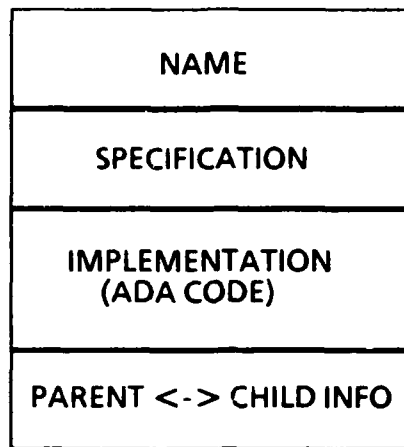 NAME
SPECIFICATION
IMPLEMENTATION
(ADA CODE)
PARENT <-> CHILD INFO